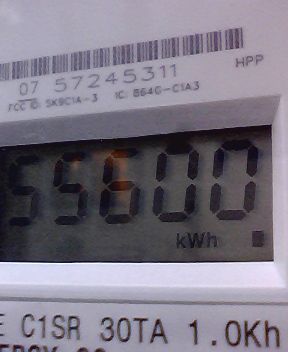 HPP
07 57245311
FCC ID: SK9C1A-3 IC: 864G-C1A3
55600
kWh
C1SR 30TA 1.0Kh